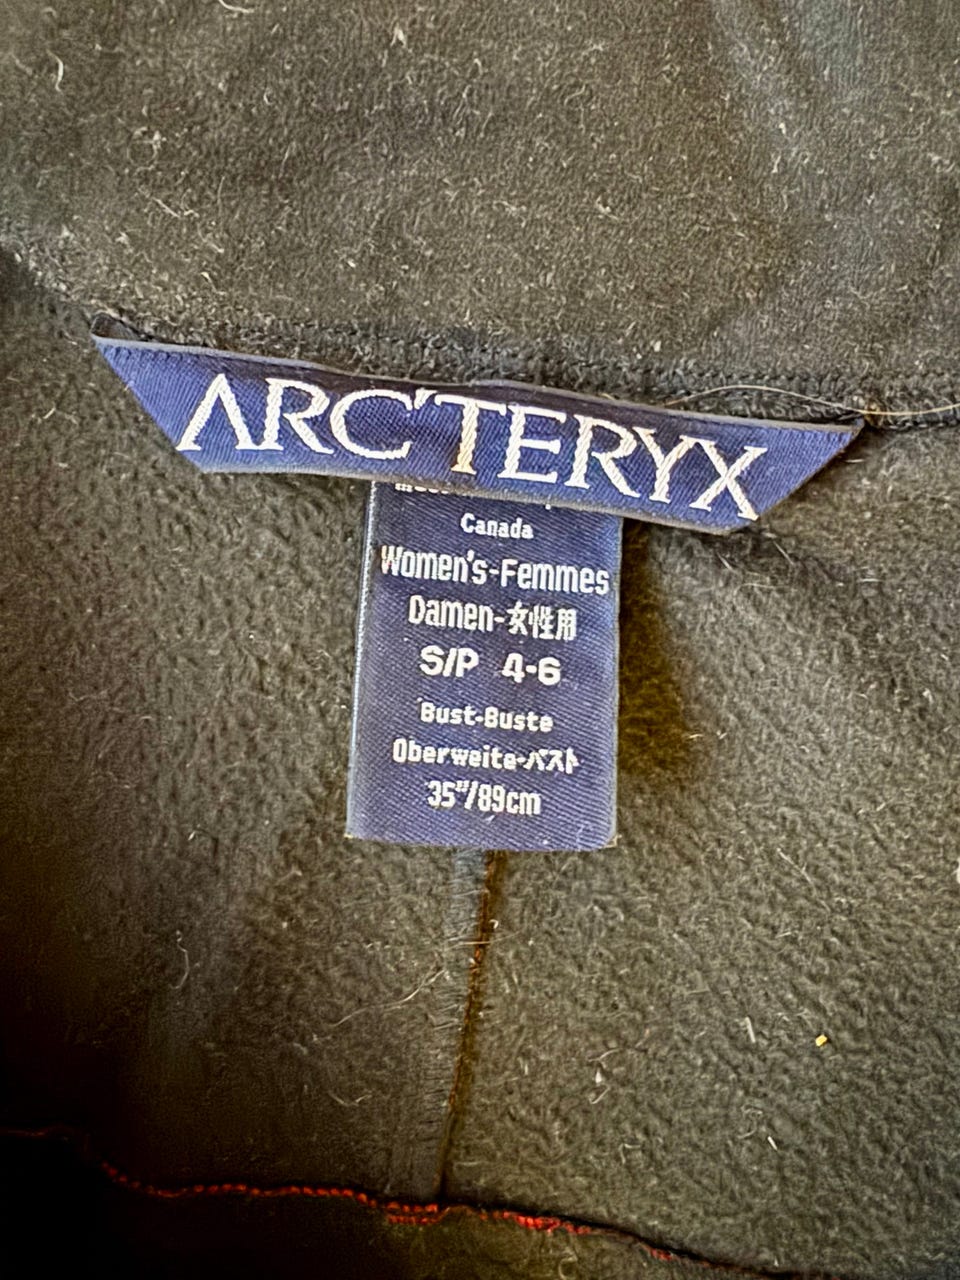 ARC'TERYX
Canada
Women's-Femmes
Damen-女性用
S/P 4-6
Bust-Buste
Oberweite-バスト
35"/89cm